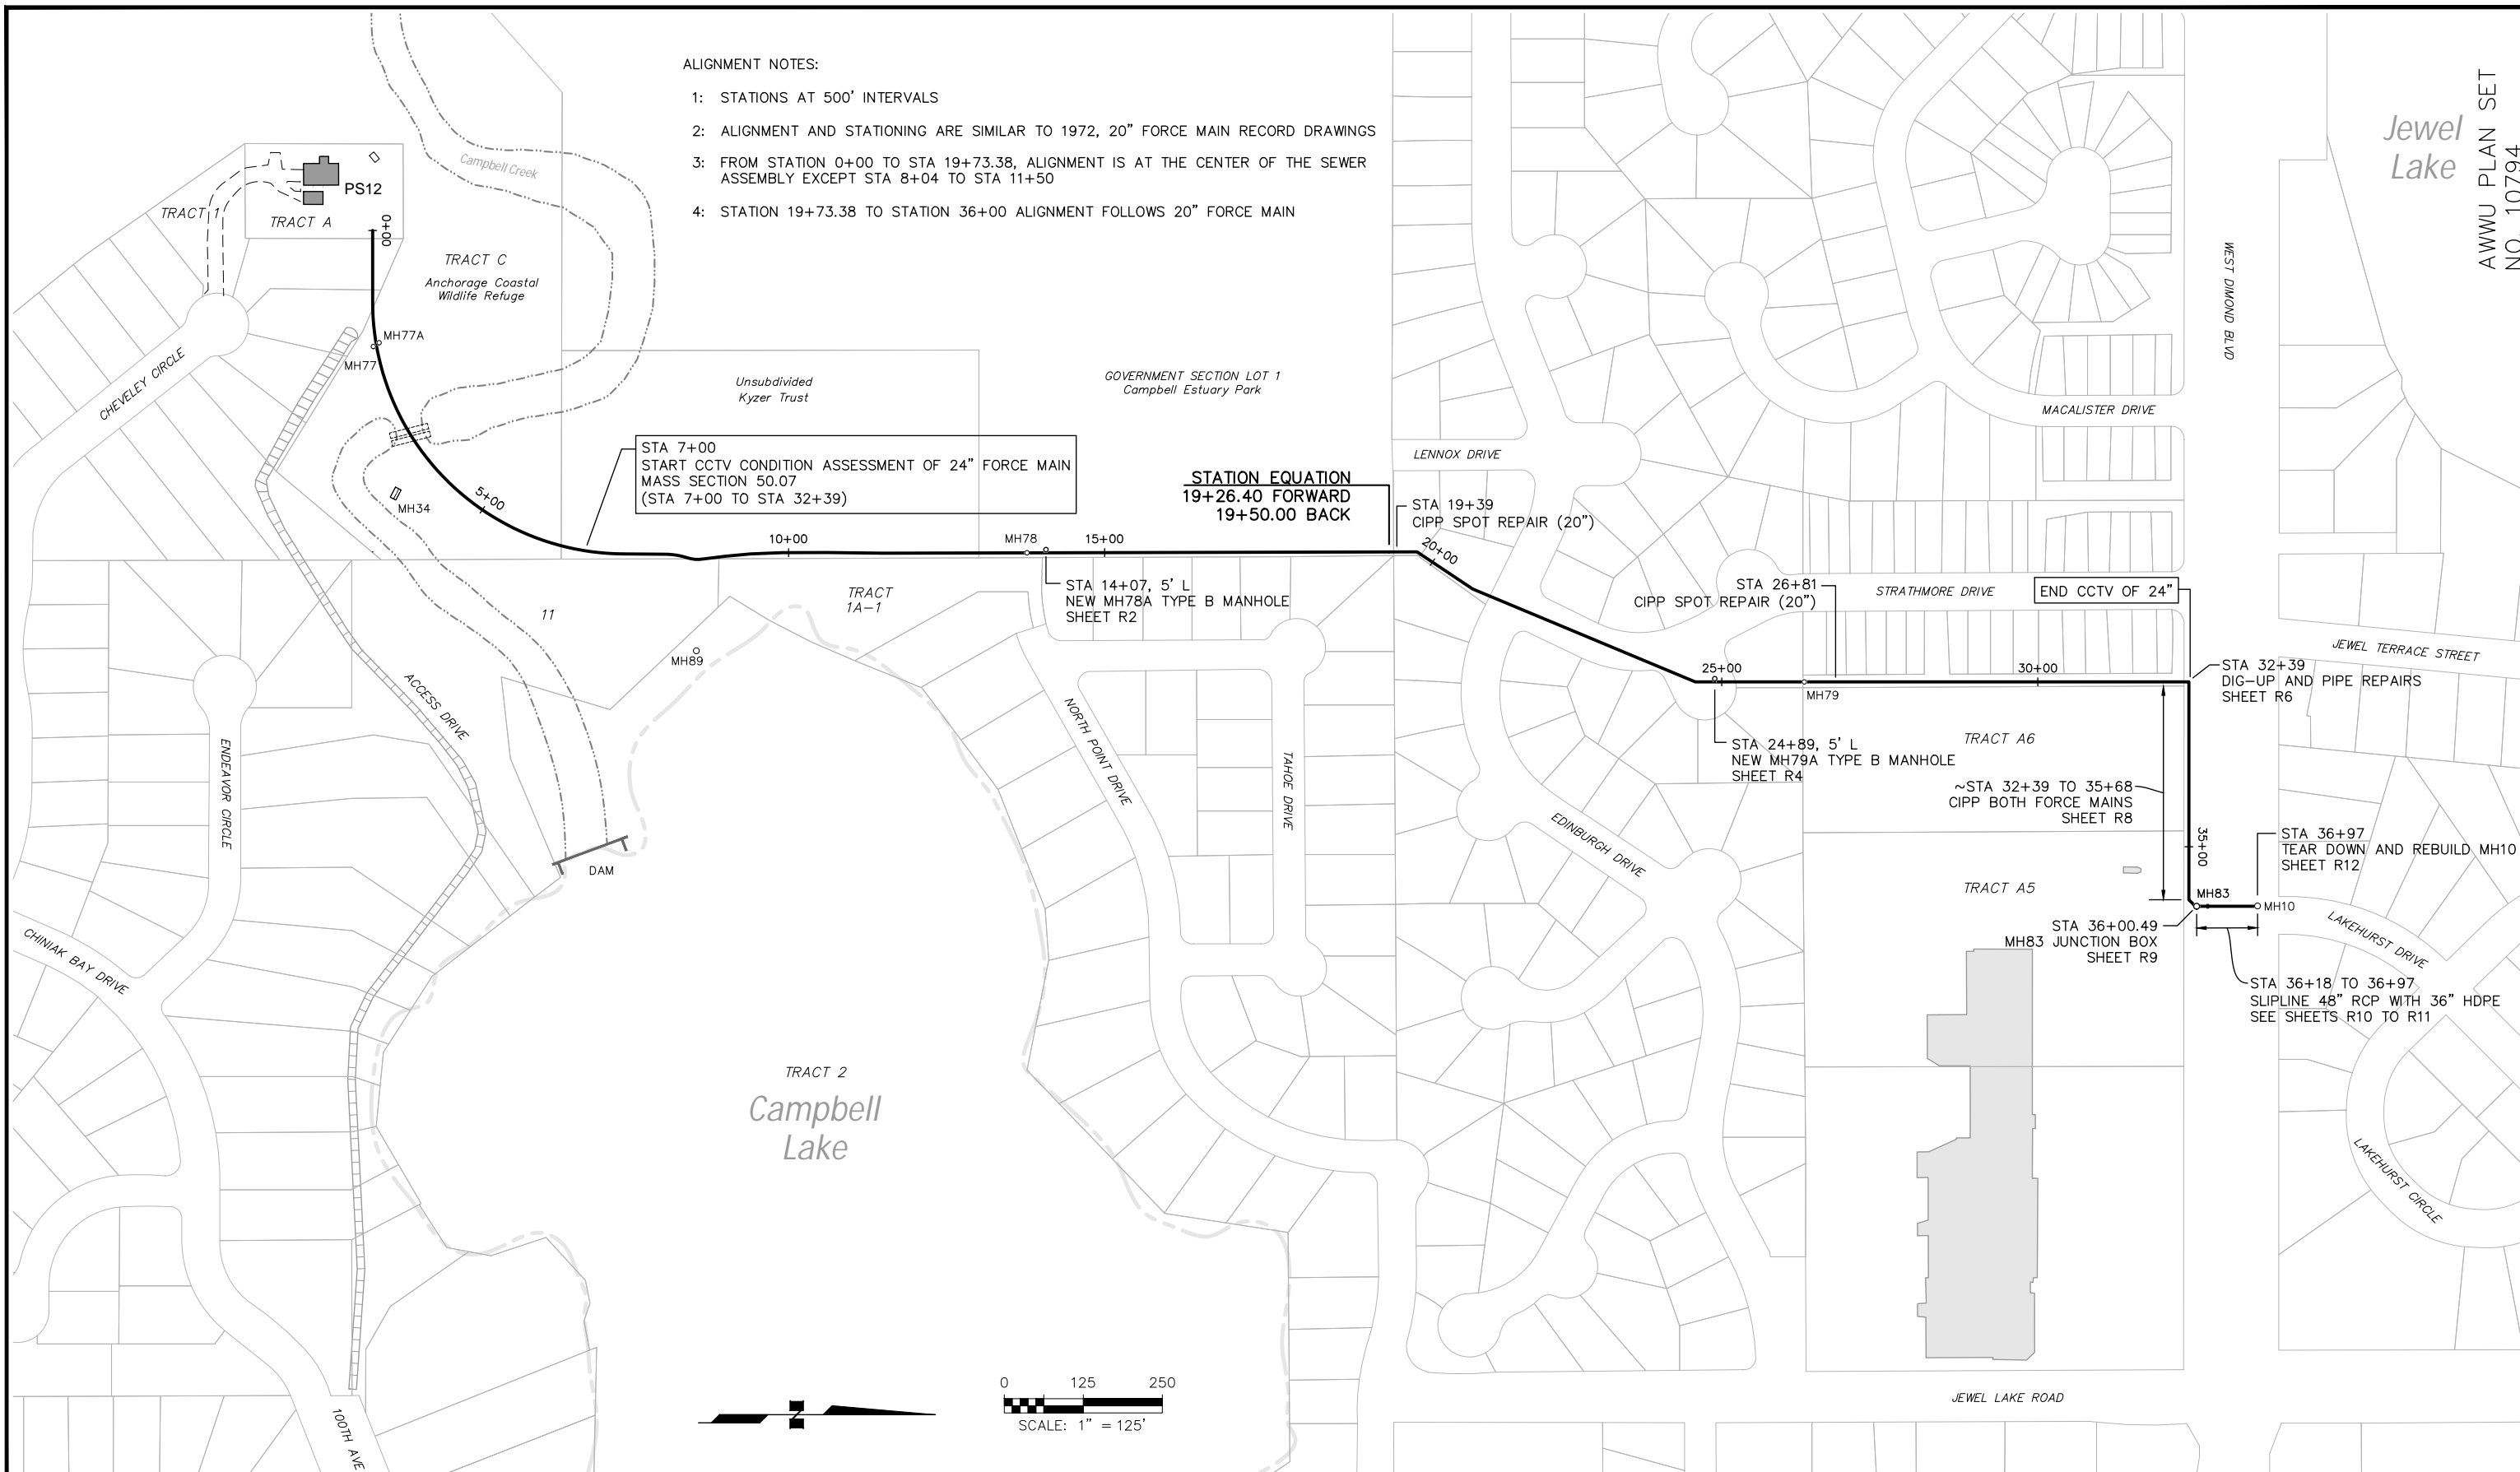 ALIGNMENT NOTES:
1: STATIONS AT 500' INTERVALS
2: ALIGNMENT AND STATIONING ARE SIMILAR TO 1972, 20" FORCE MAIN RECORD DRAWINGS
3: FROM STATION 0+00 TO STA 19+73.38, ALIGNMENT IS AT THE CENTER OF THE SEWER
ASSEMBLY EXCEPT STA 8+04 TO STA 11+50
4: STATION 19+73.38 TO STATION 36+00 ALIGNMENT FOLLOWS 20" FORCE MAIN
AWWU PLAN SET
NO. 10794
Jewel
Lake
Campbell Creek
PS12
TRACT 1
TRACT A
0+00
TRACT C
Anchorage Coastal
Wildlife Refuge
WEST DIMOND BLVD
MH77A
MH77
CHEVELEY CIRCLE
Unsubdivided
Kyzer Trust
GOVERNMENT SECTION LOT 1
Campbell Estuary Park
MACALISTER DRIVE
LENNOX DRIVE
STA 7+00
START CCTV CONDITION ASSESSMENT OF 24" FORCE MAIN
MASS SECTION 50.07
(STA 7+00 TO STA 32+39)
STATION EQUATION
19+26.40 FORWARD
19+50.00 BACK
STA 19+39
CIPP SPOT REPAIR (20")
5+00
MH34
10+00
MH78
15+00
20+00
STA 14+07, 5' L
NEW MH78A TYPE B MANHOLE
SHEET R2
TRACT
1A-1
11
STA 26+81
CIPP SPOT REPAIR (20")
STRATHMORE DRIVE
END CCTV OF 24"
JEWEL TERRACE STREET
MH89
25+00
30+00
MH79
STA 32+39
DIG-UP AND PIPE REPAIRS
SHEET R6
ACCESS DRIVE
NORTH POINT DRIVE
TAHOE DRIVE
ENDEAVOR CIRCLE
STA 24+89, 5' L
NEW MH79A TYPE B MANHOLE
SHEET R4
TRACT A6
~STA 32+39 TO 35+68
CIPP BOTH FORCE MAINS
SHEET R8
EDINBURGH DRIVE
35+00
STA 36+97
TEAR DOWN AND REBUILD MH10
SHEET R12
DAM
TRACT A5
MH83
MH10
LAKEHURST DRIVE
STA 36+00.49
MH83 JUNCTION BOX
SHEET R9
CHINIAK BAY DRIVE
STA 36+18 TO 36+97
SLIPLINE 48" RCP WITH 36" HDPE
SEE SHEETS R10 TO R11
TRACT 2
Campbell
Lake
LAKEHURST CIRCLE
100TH AVE
N
0 125 250
SCALE: 1" = 125'
JEWEL LAKE ROAD